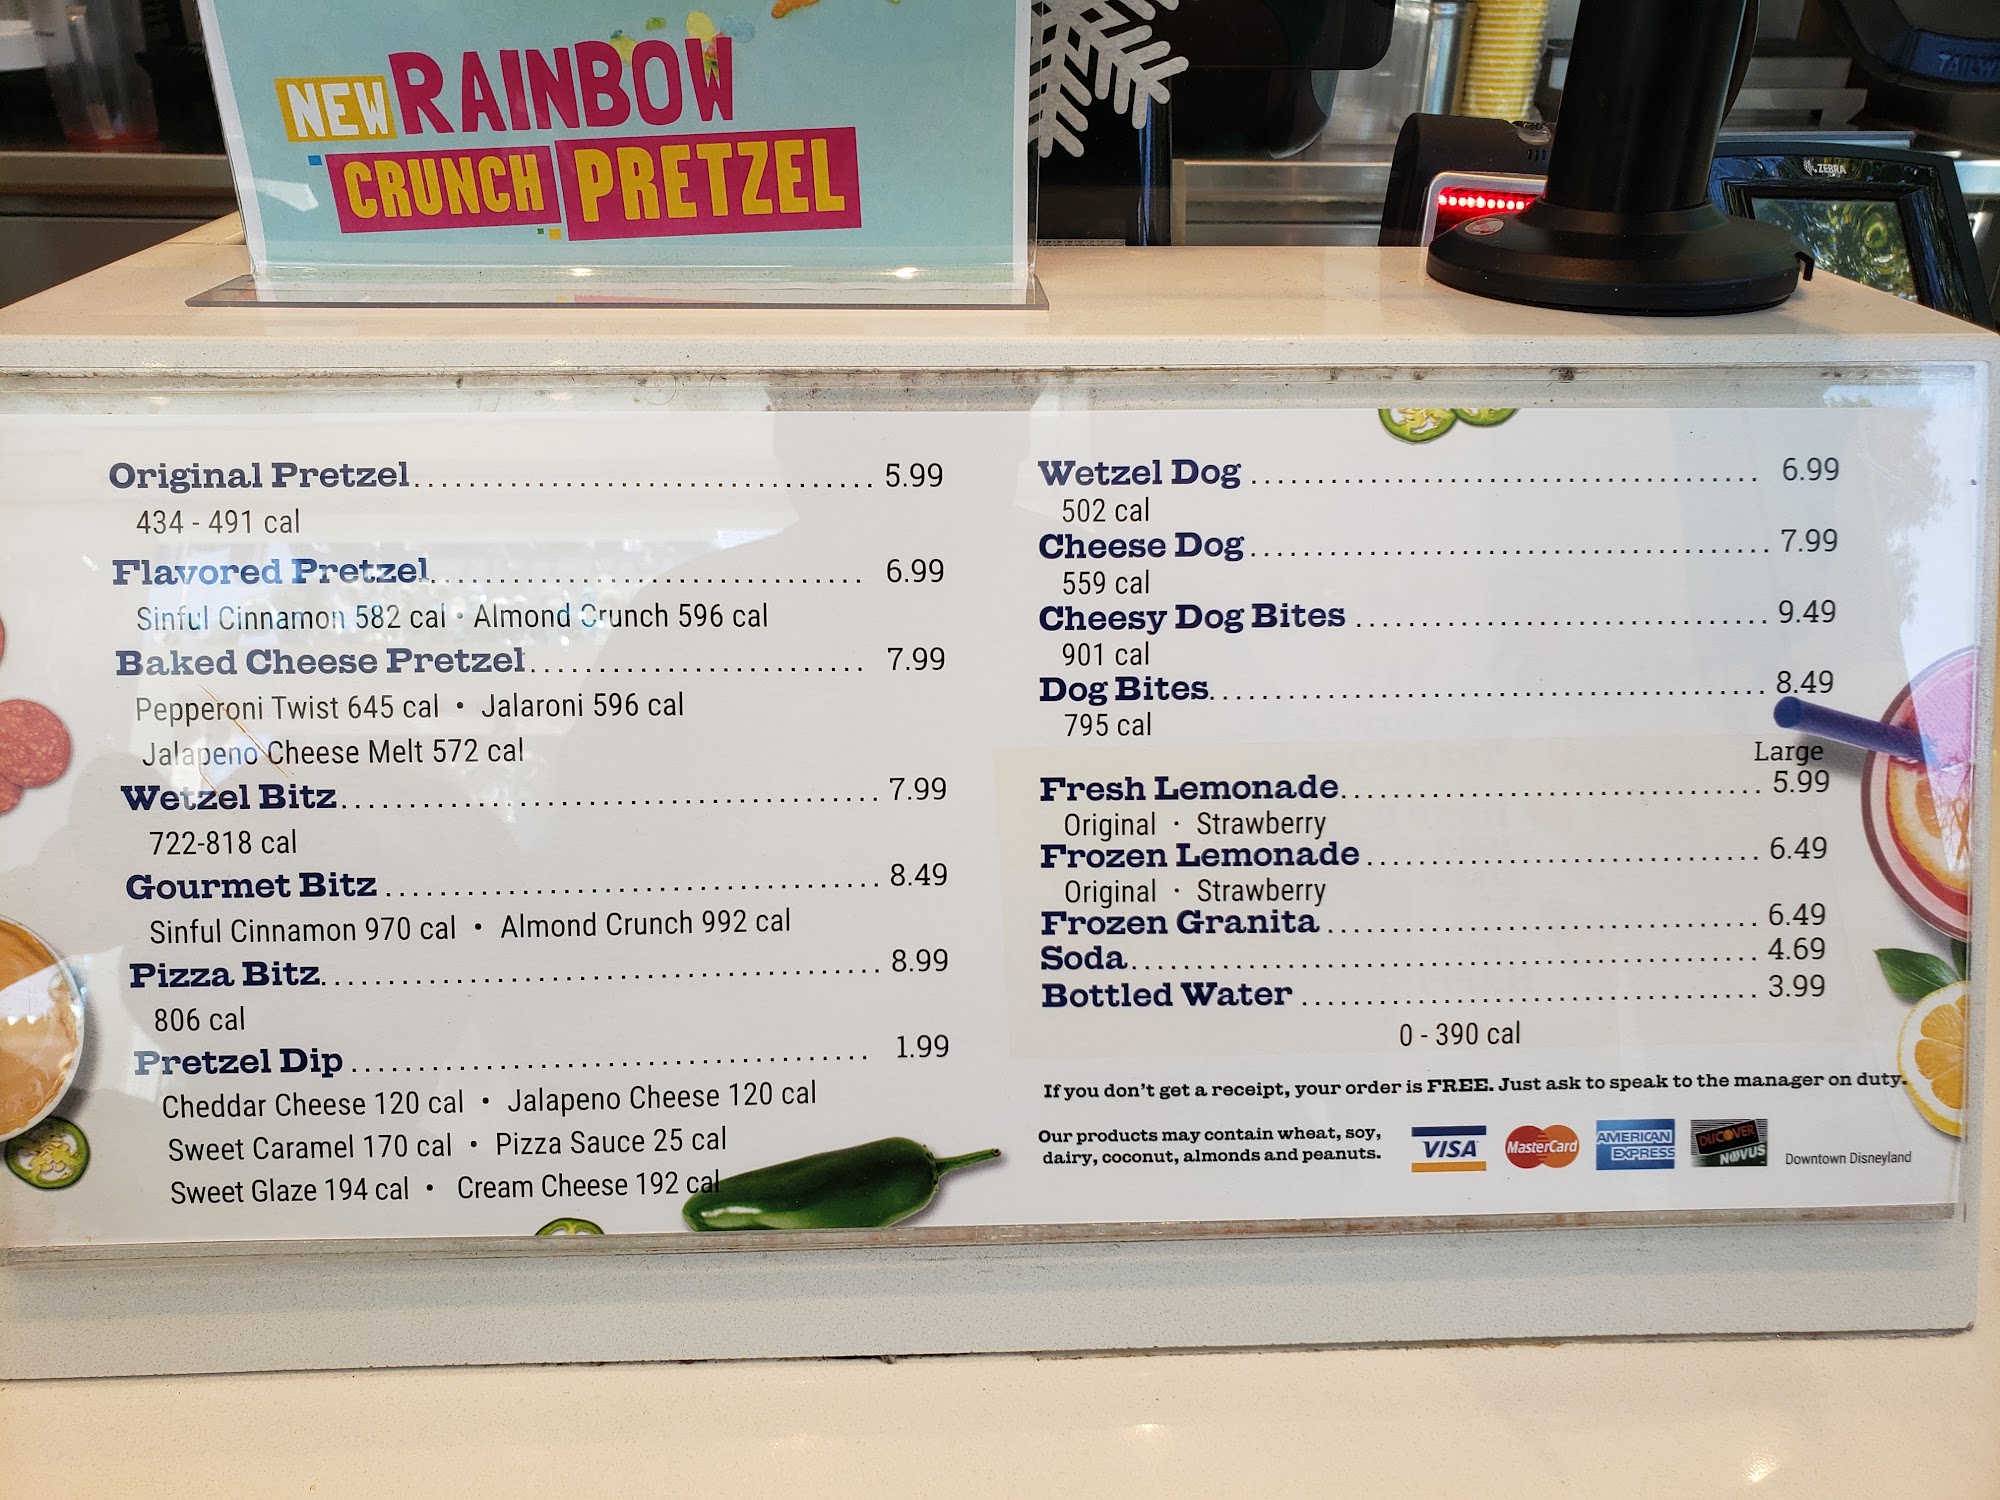 NEW RAINBOW
CRUNCH PRETZEL
ZEBRA
Original Pretzel 5.99
434 - 491 cal
Flavored Pretzel 6.99
Sinful Cinnamon 582 cal • Almond Crunch 596 cal
Baked Cheese Pretzel 7.99
Pepperoni Twist 645 cal • Jalaroni 596 cal
Jalapeno Cheese Melt 572 cal
Wetzel Bitz 7.99
722-818 cal
Gourmet Bitz 8.49
Sinful Cinnamon 970 cal • Almond Crunch 992 cal
Pizza Bitz 8.99
806 cal
Pretzel Dip 1.99
Cheddar Cheese 120 cal • Jalapeno Cheese 120 cal
Sweet Caramel 170 cal • Pizza Sauce 25 cal
Sweet Glaze 194 cal • Cream Cheese 192 cal
Wetzel Dog 6.99
502 cal
Cheese Dog 7.99
559 cal
Cheesy Dog Bites 9.49
901 cal
Dog Bites 8.49
795 cal
Large
Fresh Lemonade 5.99
Original · Strawberry
Frozen Lemonade 6.49
Original · Strawberry
Frozen Granita 6.49
Soda 4.69
Bottled Water 3.99
0 - 390 cal
If you don't get a receipt, your order is FREE. Just ask to speak to the manager on duty.
Our products may contain wheat, soy,
dairy, coconut, almonds and peanuts.
VISA
MasterCard
AMERICAN
EXPRESS
DISCOVER
NOVUS
Downtown Disneyland